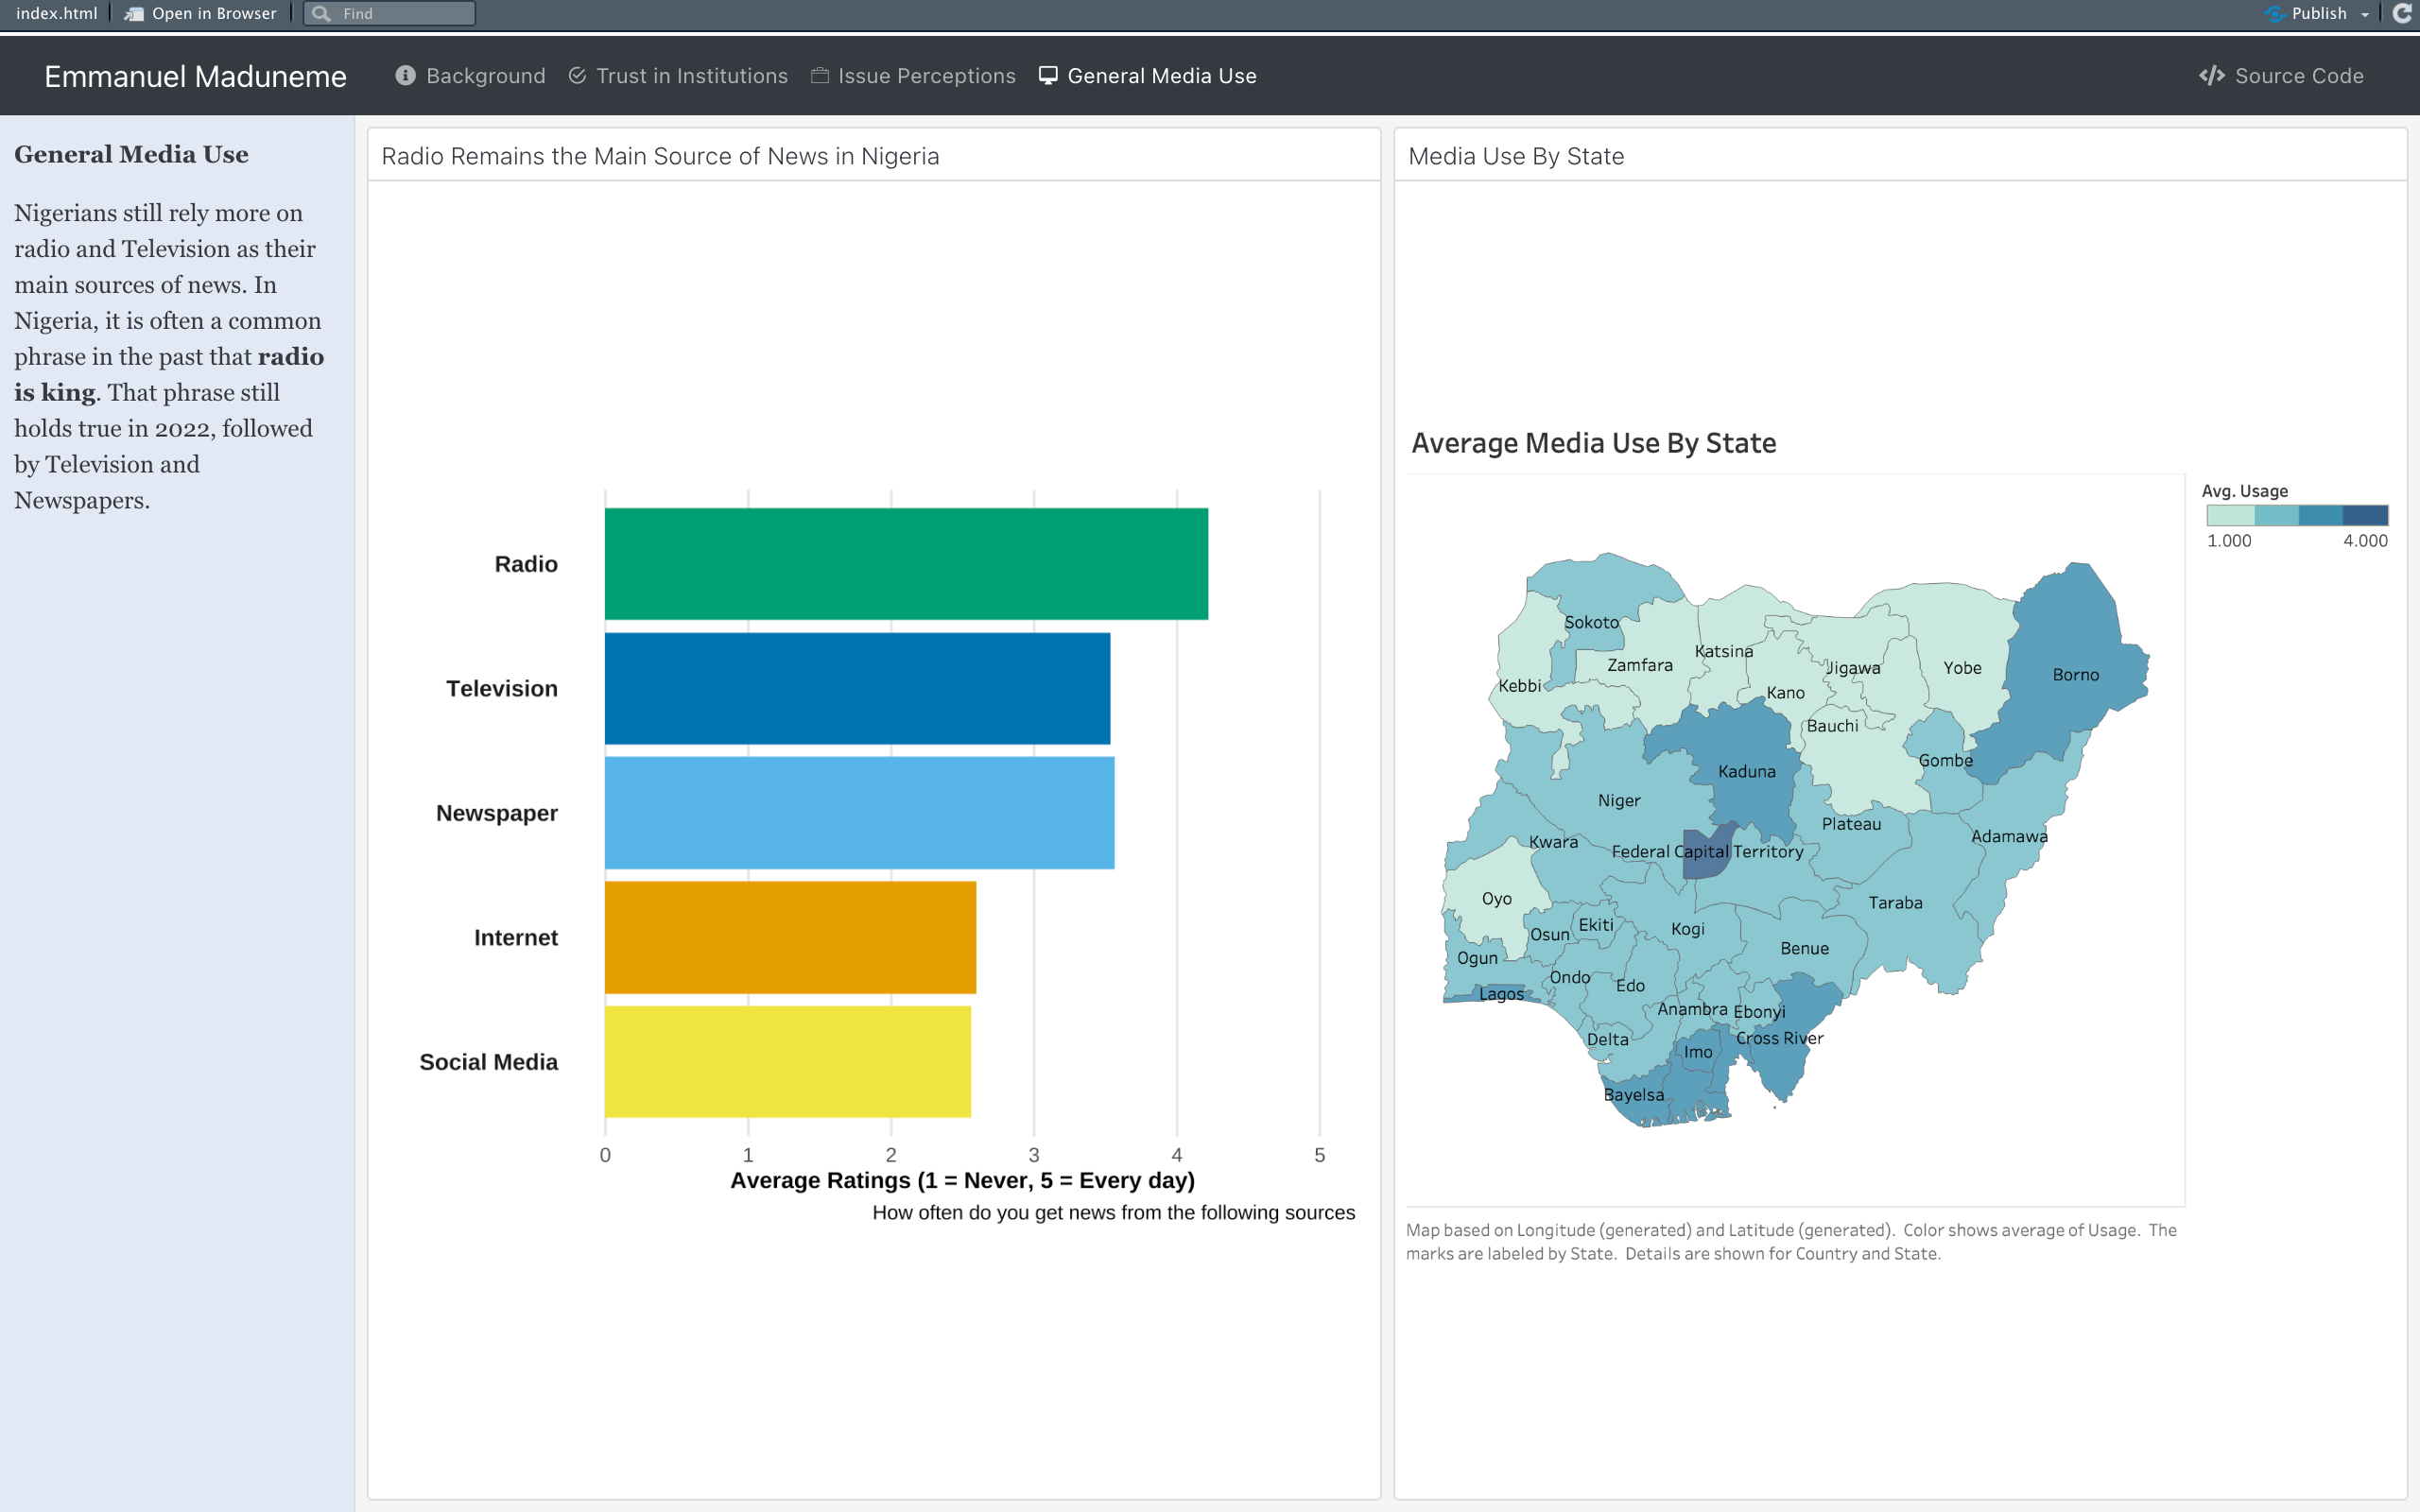 index.html Open in Browser Find Publish
Emmanuel Maduneme Background Trust in Institutions Issue Perceptions General Media Use Source Code
General Media Use
Nigerians still rely more on
radio and Television as their
main sources of news. In
Nigeria, it is often a common
phrase in the past that radio
is king. That phrase still
holds true in 2022, followed
by Television and
Newspapers.
Radio Remains the Main Source of News in Nigeria
Radio
Television
Newspaper
Internet
Social Media
0 1 2 3 4 5
Average Ratings (1 = Never, 5 = Every day)
How often do you get news from the following sources
Media Use By State
Average Media Use By State
Avg. Usage
1.000 4.000
Sokoto
Katsina
Zamfara
Jigawa
Yobe
Borno
Kebbi
Kano
Bauchi
Gombe
Kaduna
Niger
Plateau
Adamawa
Kwara
Federal Capital Territory
Oyo
Taraba
Ekiti
Kogi
Osun
Benue
Ogun
Ondo
Edo
Lagos
Anambra
Ebonyi
Delta
Cross River
Imo
Bayelsa
Map based on Longitude (generated) and Latitude (generated). Color shows average of Usage. The
marks are labeled by State. Details are shown for Country and State.